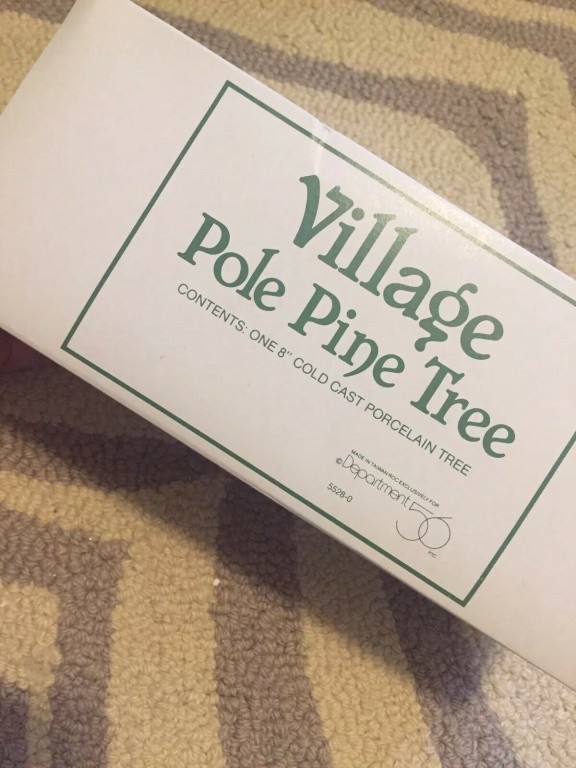 Village
Pole Pine Tree
CONTENTS: ONE 8" COLD CAST PORCELAIN TREE
MADE IN TAIWAN ROC EXCLUSIVELY FOR
© Department 56 INC.
5528-0